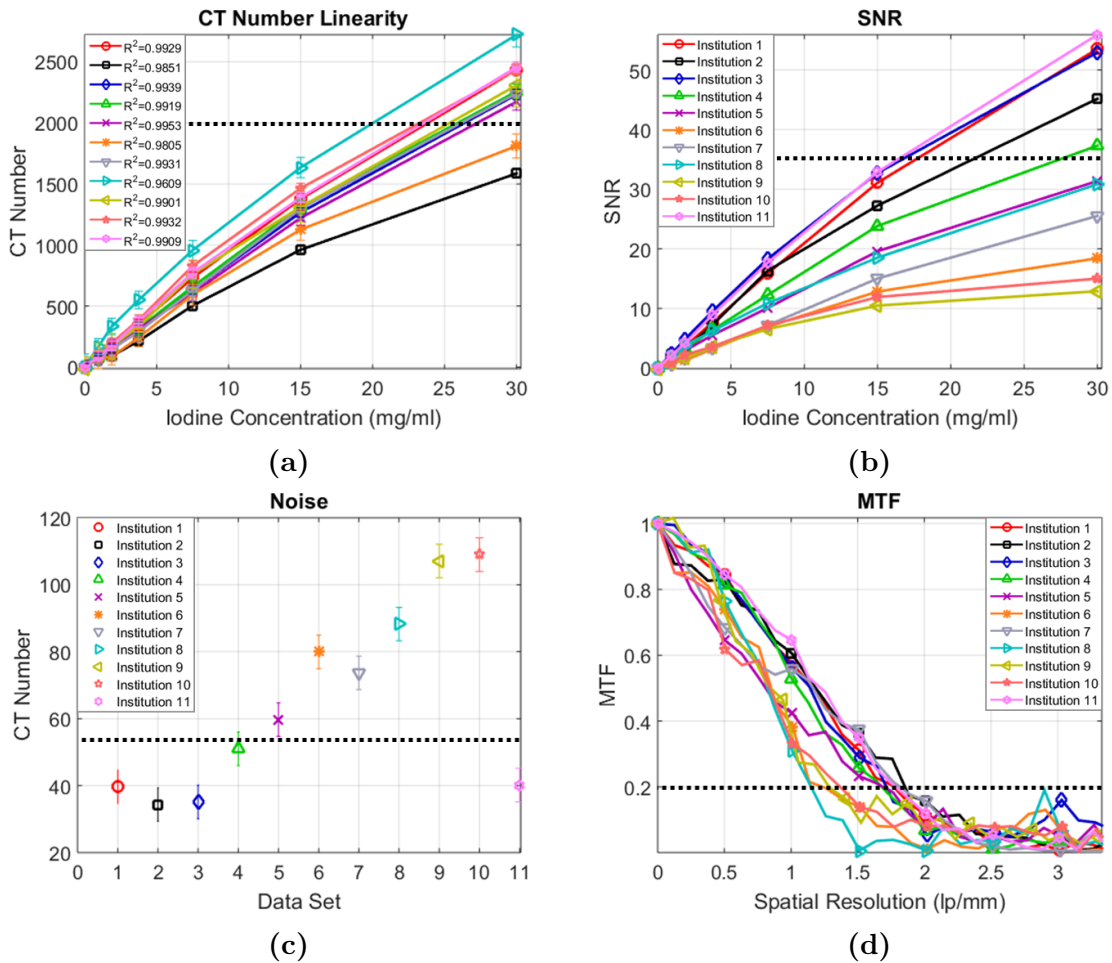 CT Number Linearity
CT Number
2500
2000
1500
1000
500
0
R²=0.9929
R²=0.9851
R²=0.9939
R²=0.9919
R²=0.9953
R²=0.9805
R²=0.9931
R²=0.9609
R²=0.9901
R²=0.9932
R²=0.9909
0 5 10 15 20 25 30
Iodine Concentration (mg/ml)
(a)
SNR
SNR
50
40
30
20
10
0
Institution 1
Institution 2
Institution 3
Institution 4
Institution 5
Institution 6
Institution 7
Institution 8
Institution 9
Institution 10
Institution 11
0 5 10 15 20 25 30
Iodine Concentration (mg/ml)
(b)
Noise
CT Number
120
100
80
60
40
20
Institution 1
Institution 2
Institution 3
Institution 4
Institution 5
Institution 6
Institution 7
Institution 8
Institution 9
Institution 10
Institution 11
0 1 2 3 4 5 6 7 8 9 10 11
Data Set
(c)
MTF
MTF
1
0.8
0.6
0.4
0.2
Institution 1
Institution 2
Institution 3
Institution 4
Institution 5
Institution 6
Institution 7
Institution 8
Institution 9
Institution 10
Institution 11
0 0.5 1 1.5 2 2.5 3
Spatial Resolution (lp/mm)
(d)